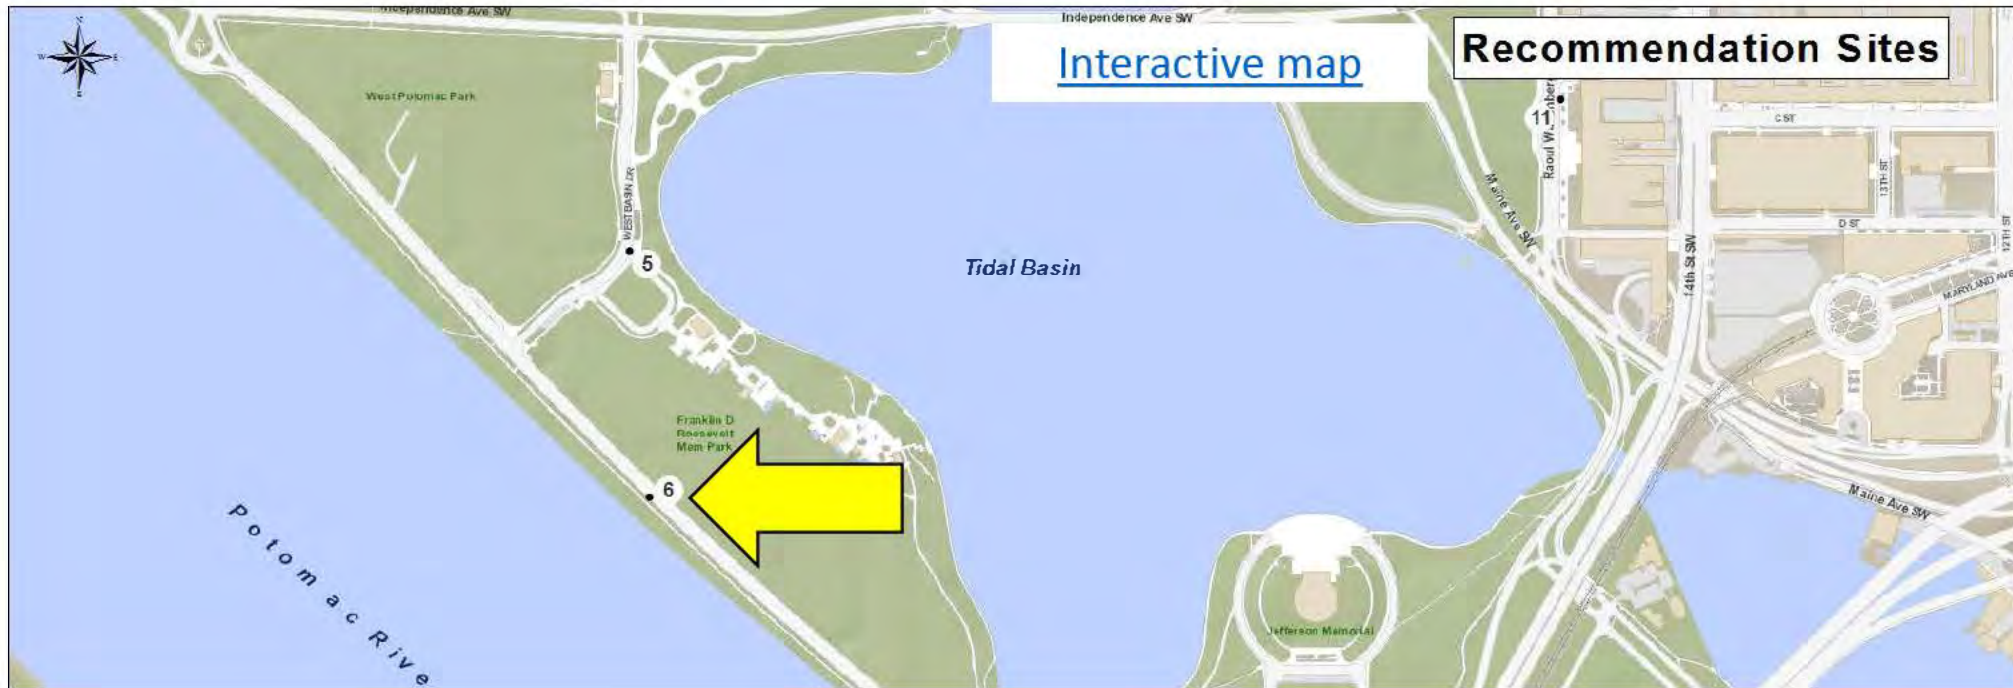 Independence Ave SW
Independence Ave SW
Interactive map
Recommendation Sites
N
W
E
West Potomac Park
C ST
11
13TH ST
Maine Ave SW
D ST
12TH ST
WEST BASIN DR
5
Tidal Basin
14th St SW
MARYLAND AVE
Franklin D
Roosevelt
Mem Park
6
Maine Ave SW
Potomac Rive
Jefferson Memorial